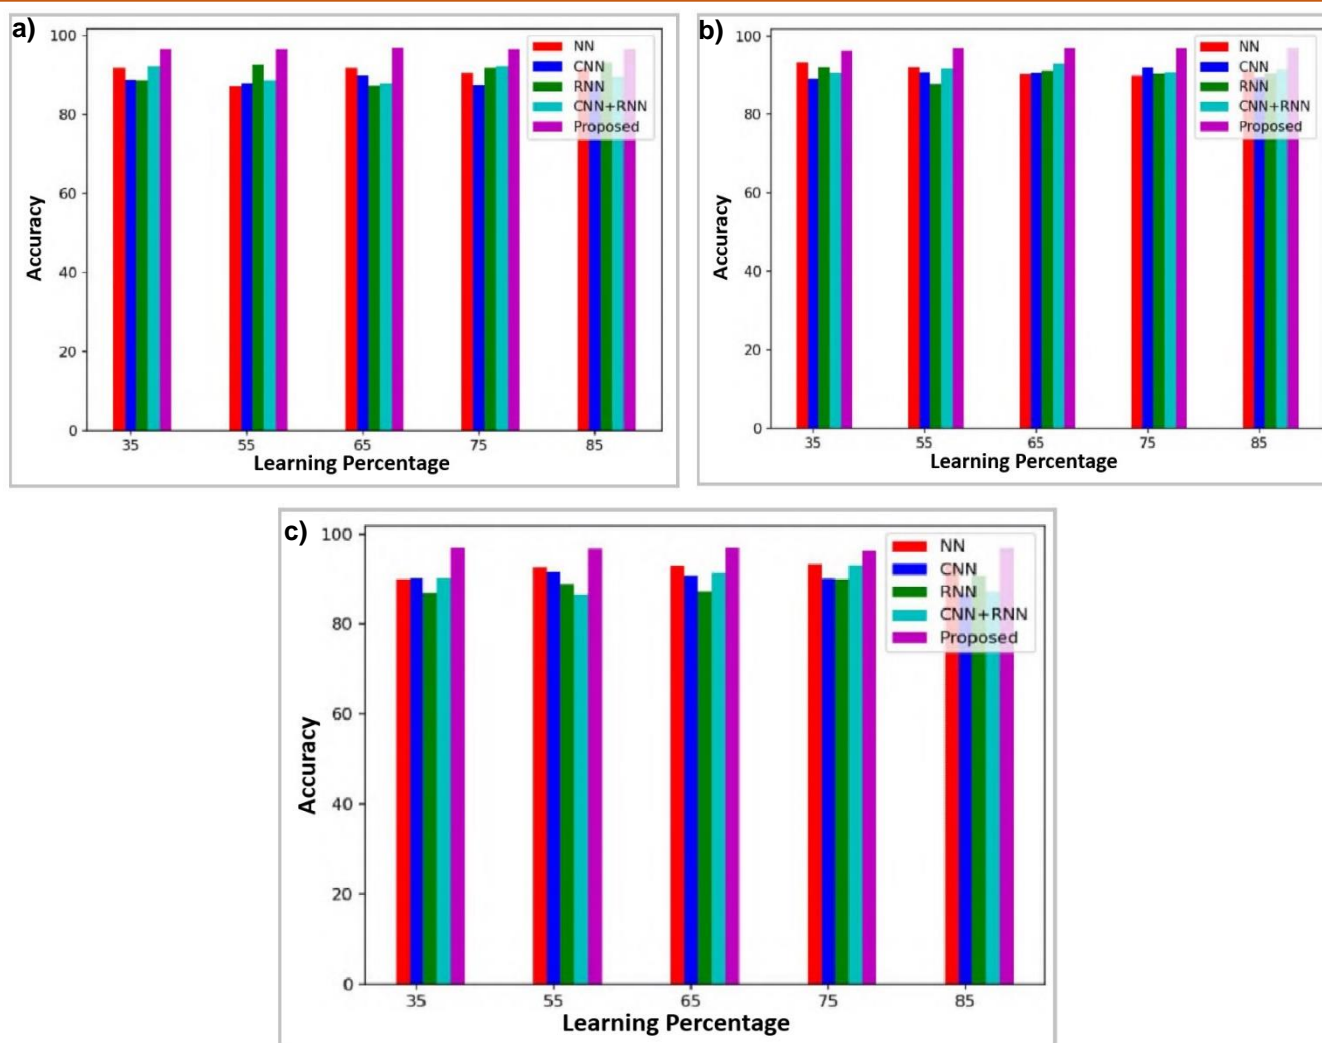 a)
100
80
60
40
20
0
Accuracy
NN
CNN
RNN
CNN+RNN
Proposed
35 55 65 75 85
Learning Percentage
b)
100
80
60
40
20
0
Accuracy
NN
CNN
RNN
CNN+RNN
Proposed
35 55 65 75 85
Learning Percentage
c)
100
80
60
40
20
0
Accuracy
NN
CNN
RNN
CNN+RNN
Proposed
35 55 65 75 85
Learning Percentage